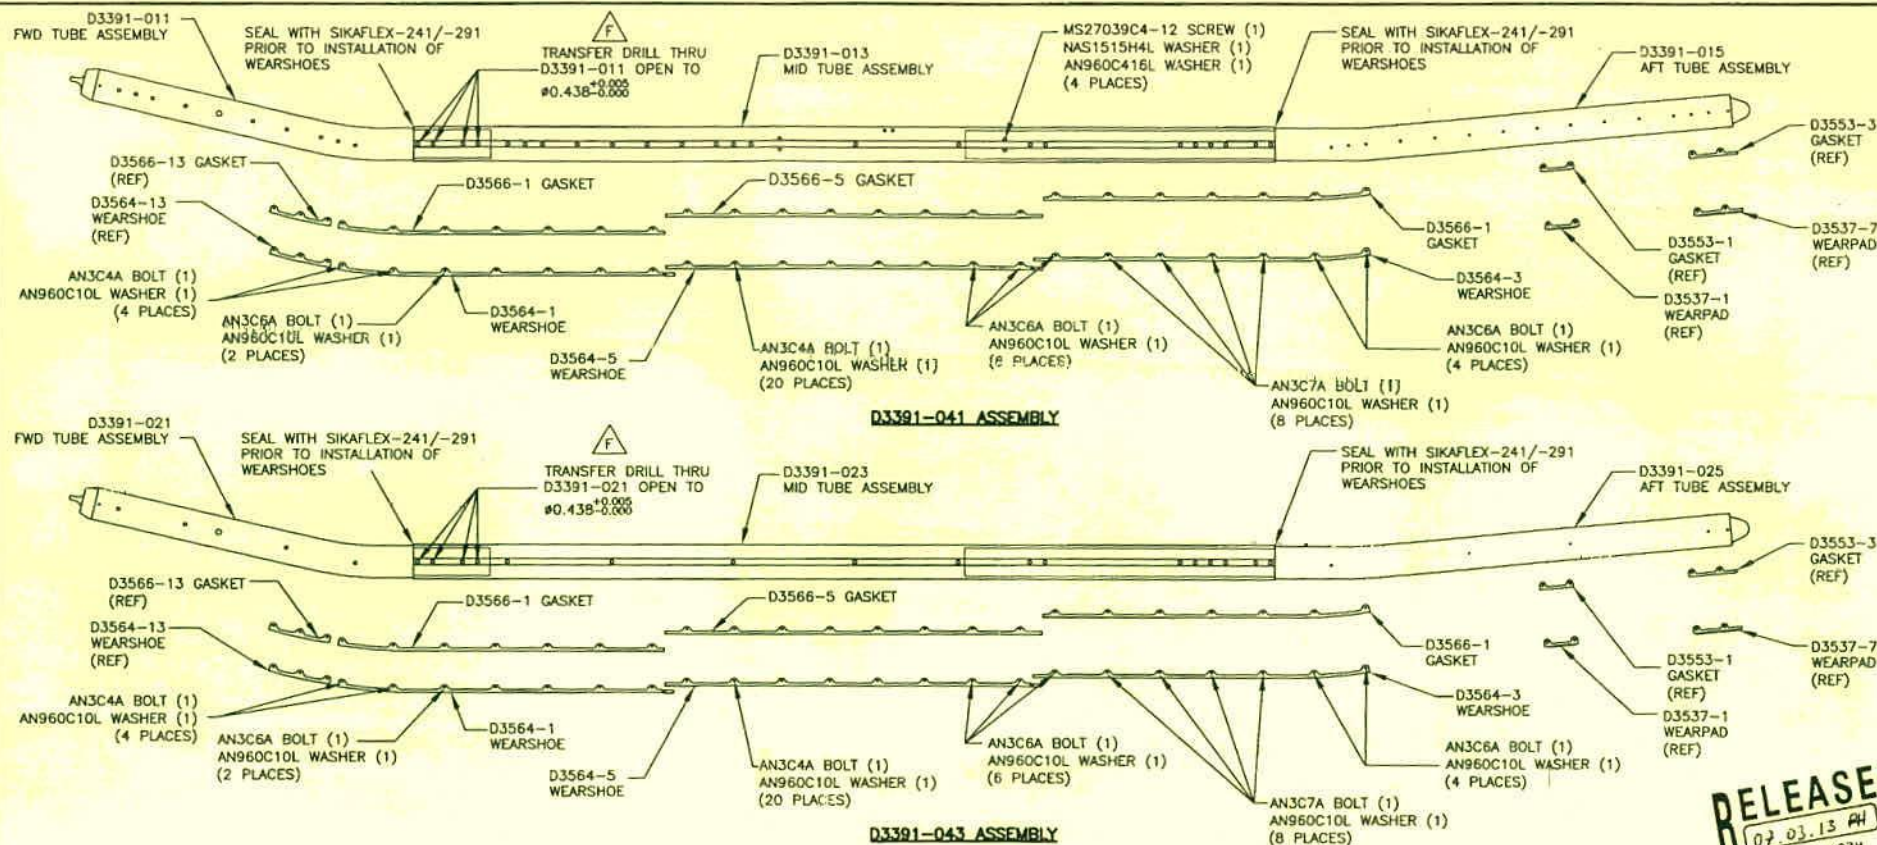 D3391-011
FWD TUBE ASSEMBLY
SEAL WITH SIKAFLEX-241/-291
PRIOR TO INSTALLATION OF
WEARSHOES
F
TRANSFER DRILL THRU
D3391-011 OPEN TO
ø0.438+0.005-0.000
D3391-013
MID TUBE ASSEMBLY
MS27039C4-12 SCREW (1)
NAS1515H4L WASHER (1)
AN960C416L WASHER (1)
(4 PLACES)
SEAL WITH SIKAFLEX-241/-291
PRIOR TO INSTALLATION OF
WEARSHOES
D3391-015
AFT TUBE ASSEMBLY
D3566-13 GASKET
(REF)
D3564-13
WEARSHOE
(REF)
D3566-1 GASKET
D3566-5 GASKET
D3566-1
GASKET
D3553-3
GASKET
(REF)
D3553-1
GASKET
(REF)
D3537-7
WEARPAD
(REF)
D3537-1
WEARPAD
(REF)
AN3C4A BOLT (1)
AN960C10L WASHER (1)
(4 PLACES)
AN3C6A BOLT (1)
AN960C10L WASHER (1)
(2 PLACES)
D3564-1
WEARSHOE
D3564-5
WEARSHOE
AN3C4A BOLT (1)
AN960C10L WASHER (1)
(20 PLACES)
AN3C6A BOLT (1)
AN960C10L WASHER (1)
PLACES)
D3564-3
WEARSHOE
AN3C6A BOLT (1)
AN960C10L WASHER (1)
(4 PLACES)
AN3C7A BOLT (1)
AN960C10L WASHER (1)
(8 PLACES)
D3391-041 ASSEMBLY
D3391-021
FWD TUBE ASSEMBLY
SEAL WITH SIKAFLEX-241/-291
PRIOR TO INSTALLATION OF
WEARSHOES
F
TRANSFER DRILL THRU
D3391-021 OPEN TO
ø0.438+0.005-0.000
D3391-023
MID TUBE ASSEMBLY
SEAL WITH SIKAFLEX-241/-291
PRIOR TO INSTALLATION OF
WEARSHOES
D3391-025
AFT TUBE ASSEMBLY
D3566-13 GASKET
(REF)
D3564-13
WEARSHOE
(REF)
D3566-1 GASKET
D3566-5 GASKET
D3566-1
GASKET
D3553-3
GASKET
(REF)
D3553-1
GASKET
(REF)
D3537-7
WEARPAD
(REF)
D3537-1
WEARPAD
(REF)
AN3C4A BOLT (1)
AN960C10L WASHER (1)
(4 PLACES)
AN3C6A BOLT (1)
AN960C10L WASHER (1)
(2 PLACES)
D3564-1
WEARSHOE
D3564-5
WEARSHOE
AN3C4A BOLT (1)
AN960C10L WASHER (1)
(20 PLACES)
AN3C6A BOLT (1)
AN960C10L WASHER (1)
(6 PLACES)
D3564-3
WEARSHOE
AN3C6A BOLT (1)
AN960C10L WASHER (1)
(4 PLACES)
AN3C7A BOLT (1)
AN960C10L WASHER (1)
(8 PLACES)
D3391-043 ASSEMBLY
RELEASE
07.03.13 PH